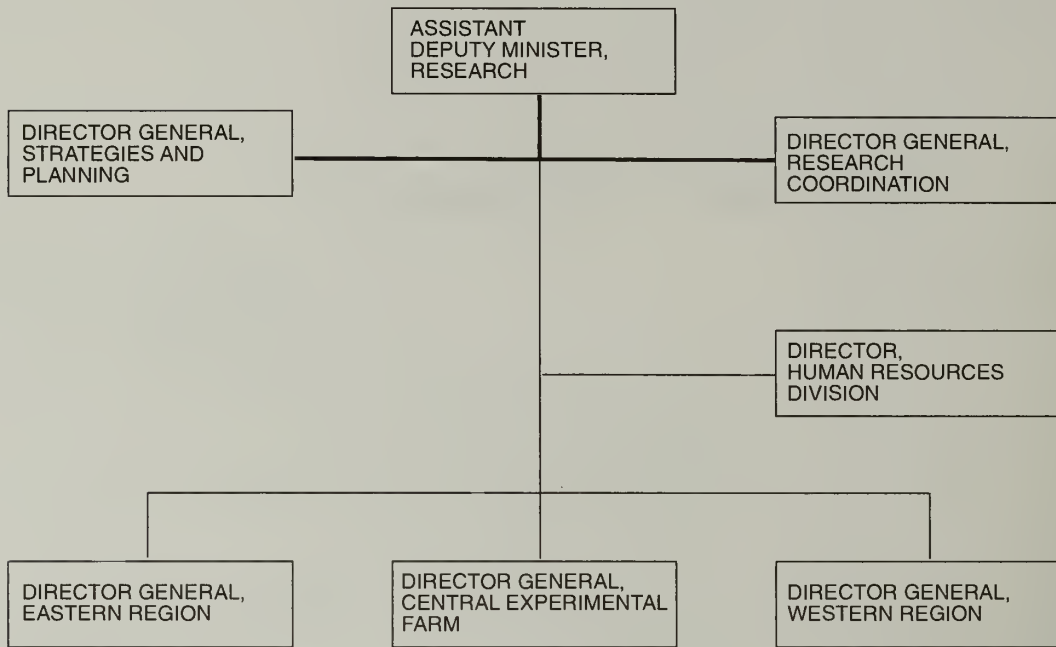 ASSISTANT
DEPUTY MINISTER,
RESEARCH
DIRECTOR GENERAL,
STRATEGIES AND
PLANNING
DIRECTOR GENERAL,
RESEARCH
COORDINATION
DIRECTOR,
HUMAN RESOURCES
DIVISION
DIRECTOR GENERAL,
EASTERN REGION
DIRECTOR GENERAL,
CENTRAL EXPERIMENTAL
FARM
DIRECTOR GENERAL,
WESTERN REGION